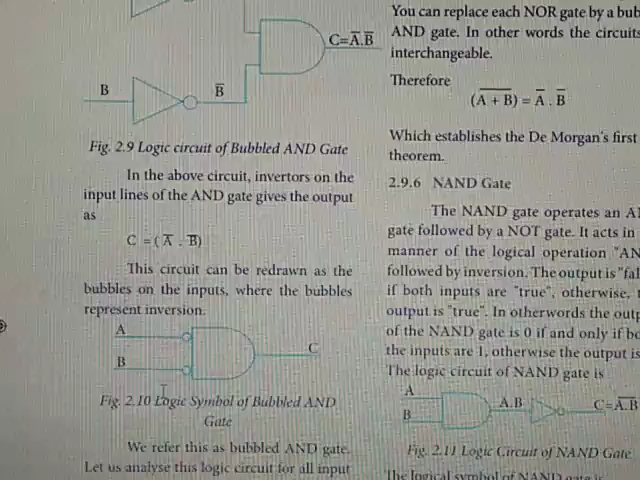 C=A̅.B̅
B
B̅
Fig. 2.9 Logic circuit of Bubbled AND Gate
In the above circuit, invertors on the
input lines of the AND gate gives the output
as
C = ( A̅ . B̅)
This circuit can be redrawn as the
bubbles on the inputs, where the bubbles
represent inversion.
A
B
C
Fig. 2.10 Logic Symbol of Bubbled AND
Gate
We refer this as bubbled AND gate.
Let us analyse this logic circuit for all input
You can replace each NOR gate by a
AND gate. In other words the circuits
interchangeable.
Therefore
(A̅ ̅+̅ ̅B̅) = A̅ . B̅
Which establishes the De Morgan's first
theorem.
2.9.6 NAND Gate
The NAND gate operates an
gate followed by a NOT gate. It acts in
manner of the logical operation
followed by inversion. The output is
if both inputs are "true", otherwise,
output is "true". In otherwords the
of the NAND gate is 0 if and only if
the inputs are 1, otherwise the output is
The logic circuit of NAND gate is
A
B
A.B
C=A̅.̅B̅
Fig. 2.11 Logic Circuit of NAND Gate
The logical symbol of NAND gate is